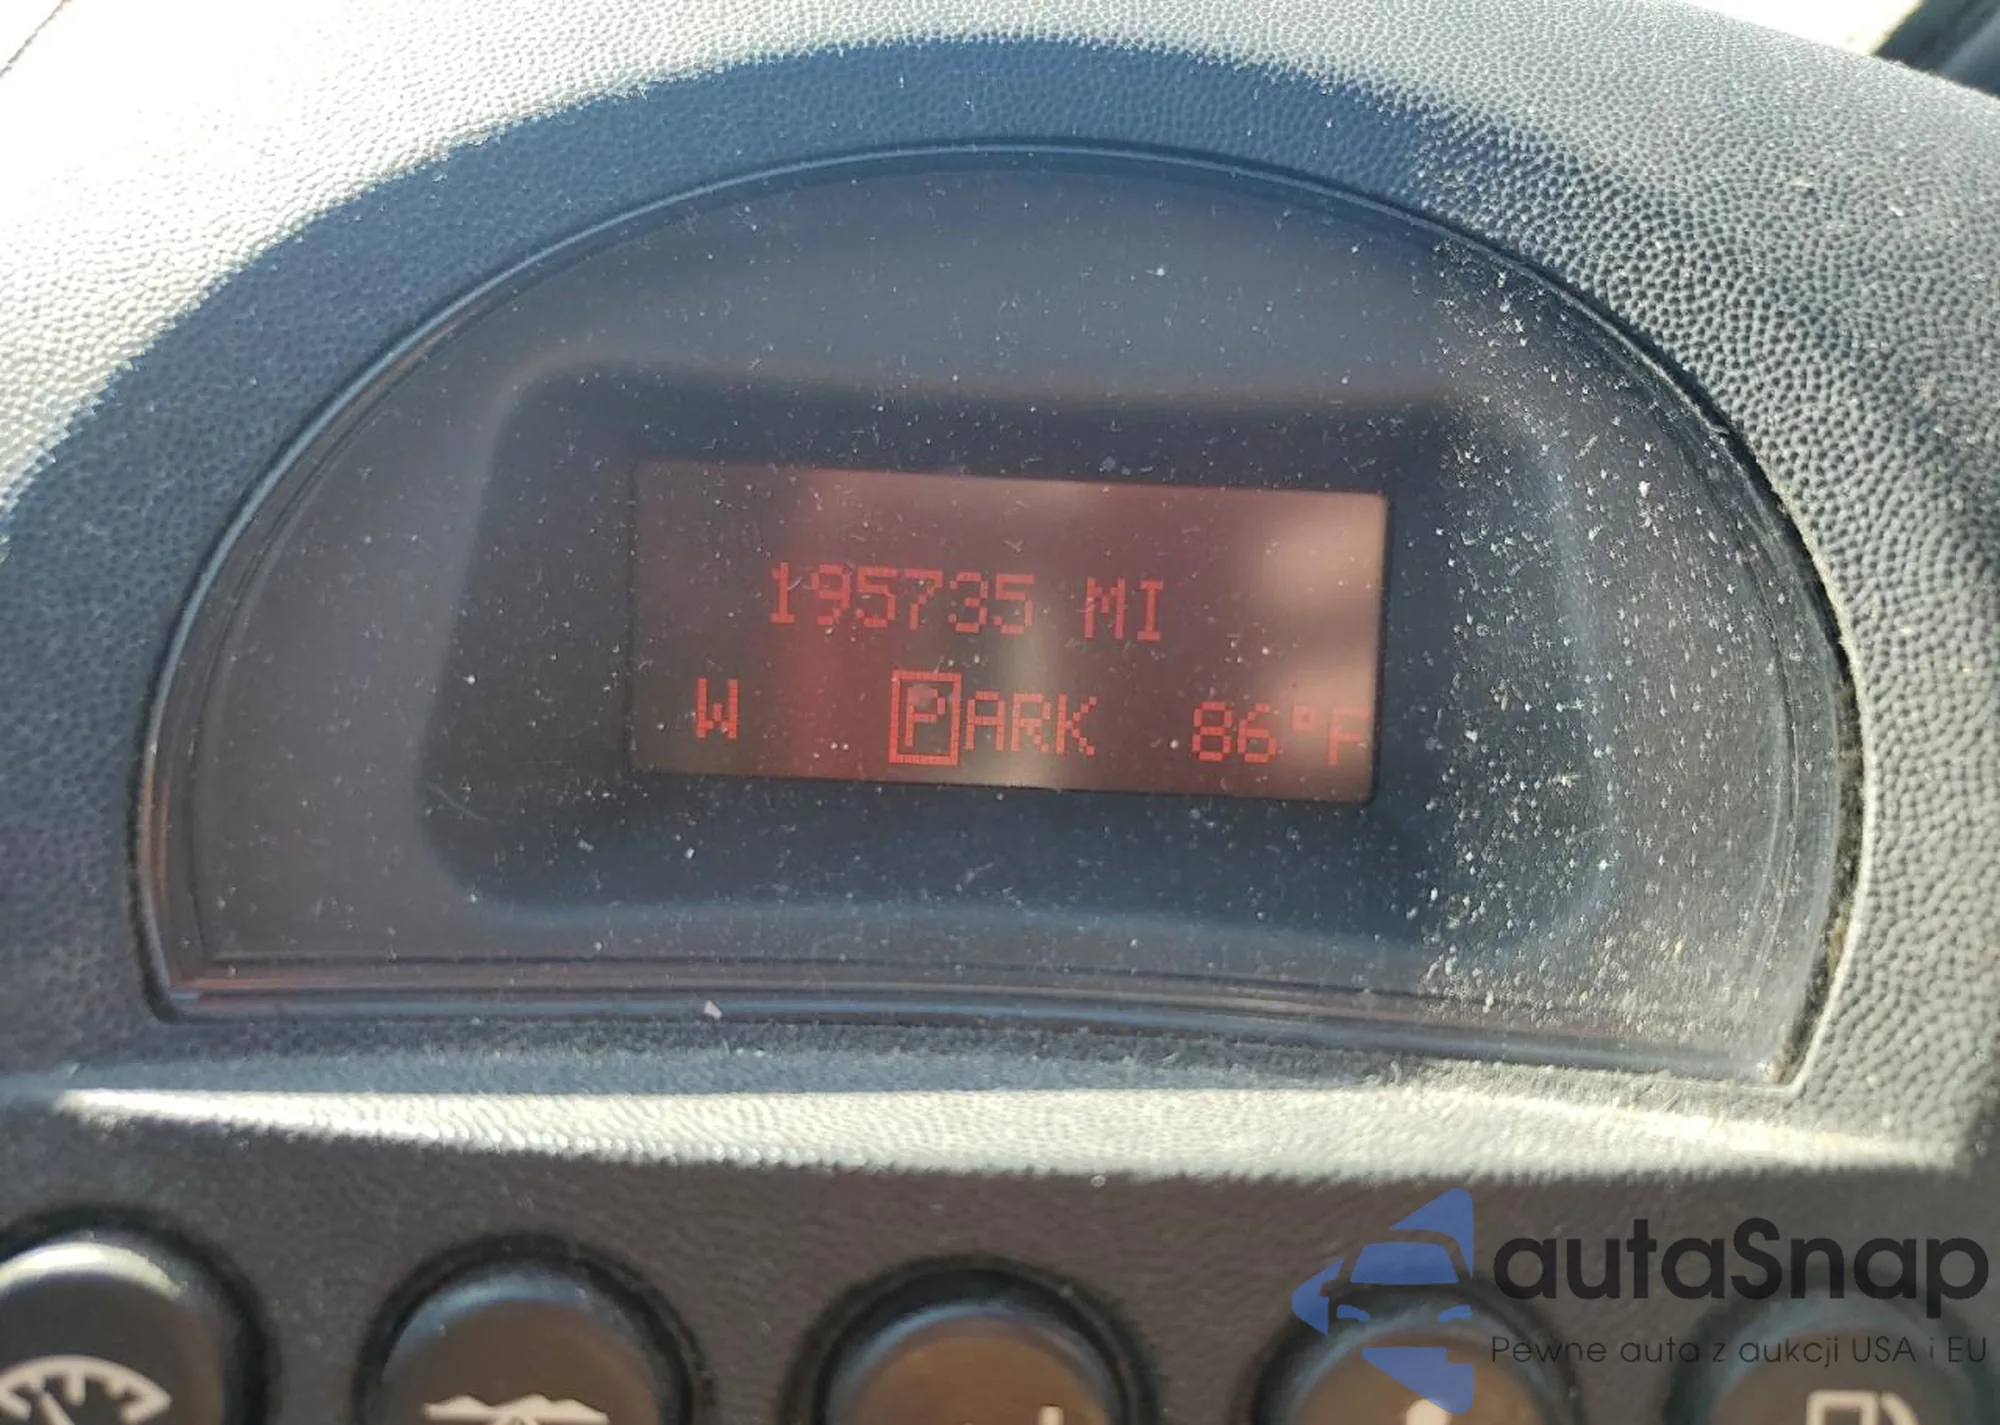 195735 MI
W PARK 86°F
autaSnap
Pewne auta z aukcji USA i EU